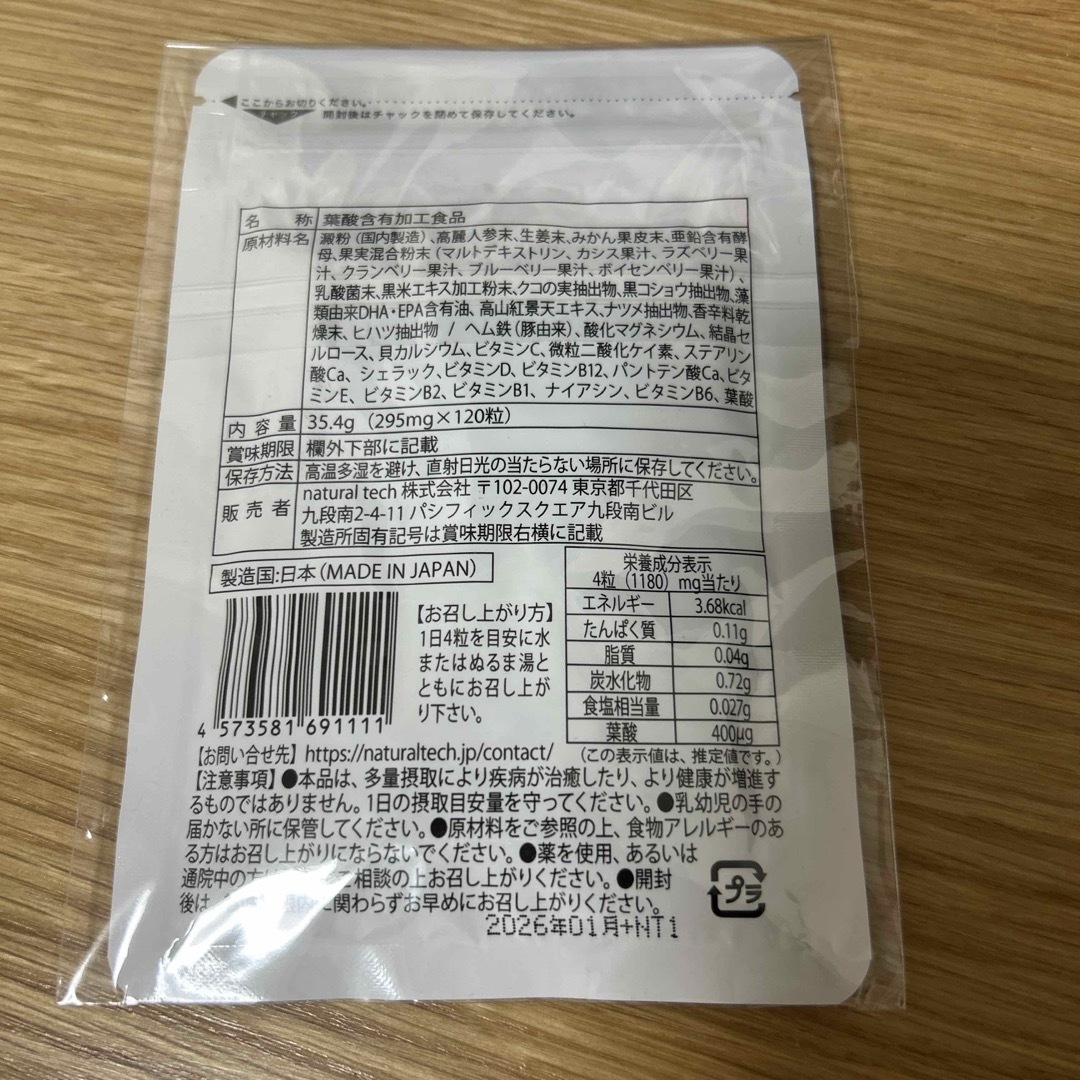 ここからお切りください。
チャック 開封後はチャックを閉めて保存してください。
名 称 葉酸含有加工食品
原材料名 澱粉(国内製造)、高麗人参末、生姜末、みかん果皮末、亜鉛含有酵
母、果実混合粉末(マルトデキストリン、カシス果汁、ラズベリー果
汁、クランベリー果汁、ブルーベリー果汁、ボイセンベリー果汁)、
乳酸菌末、黒米エキス加工粉末、クコの実抽出物、黒コショウ抽出物、藻
類由来DHA・EPA含有油、高山紅景天エキス、ナツメ抽出物、香辛料乾
燥末、ヒハツ抽出物 / ヘム鉄(豚由来)、酸化マグネシウム、結晶セ
ルロース、貝カルシウム、ビタミンC、微粒二酸化ケイ素、ステアリン
酸Ca、シェラック、ビタミンD、ビタミンB12、パントテン酸Ca、ビタ
ミンE、ビタミンB2、ビタミンB1、ナイアシン、ビタミンB6、葉酸
内容量 35.4g(295mg×120粒)
賞味期限 欄外下部に記載
保存方法 高温多湿を避け、直射日光の当たらない場所に保存してください。
販売者 natural tech 株式会社 〒102-0074 東京都千代田区
九段南2-4-11 パシフィックスクエア九段南ビル
製造所固有記号は賞味期限右横に記載
製造国:日本(MADE IN JAPAN)
【お召し上がり方】
1日4粒を目安に水
またはぬるま湯と
ともにお召し上が
り下さい。
4 573581 691111
栄養成分表示
4粒(1180)mg当たり
エネルギー 3.68kcal
たんぱく質 0.11g
脂質 0.04g
炭水化物 0.72g
食塩相当量 0.027g
葉酸 400μg
(この表示値は、推定値です。)
【お問い合せ先】https://naturaltech.jp/contact/
【注意事項】●本品は、多量摂取により疾病が治癒したり、より健康が増進す
るものではありません。1日の摂取目安量を守ってください。●乳幼児の手の
届かない所に保管してください。●原材料をご参照の上、食物アレルギーのあ
る方はお召し上がりにならないでください。●薬を使用、あるいは
通院中の方は ご相談の上お召し上がりください。●開封
後は、 に関わらずお早めにお召し上がりください。
プラ
2026年01月+NT1